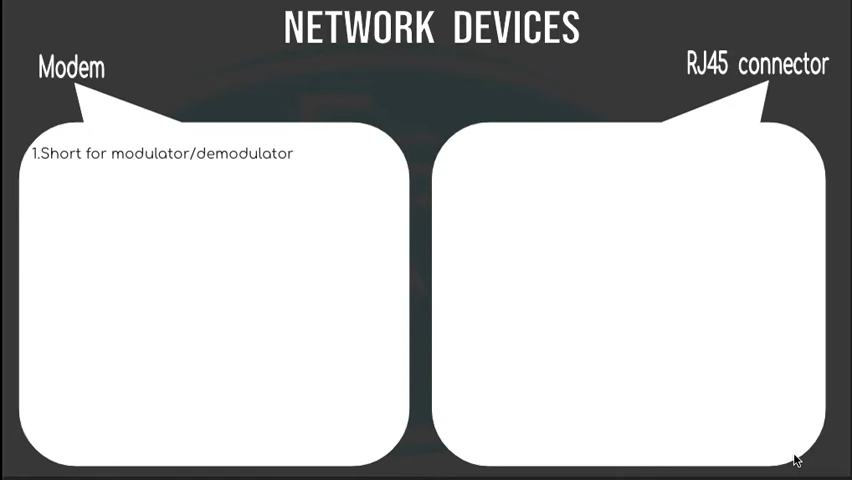 NETWORK DEVICES
Modem
RJ45 connector
1.Short for modulator/demodulator